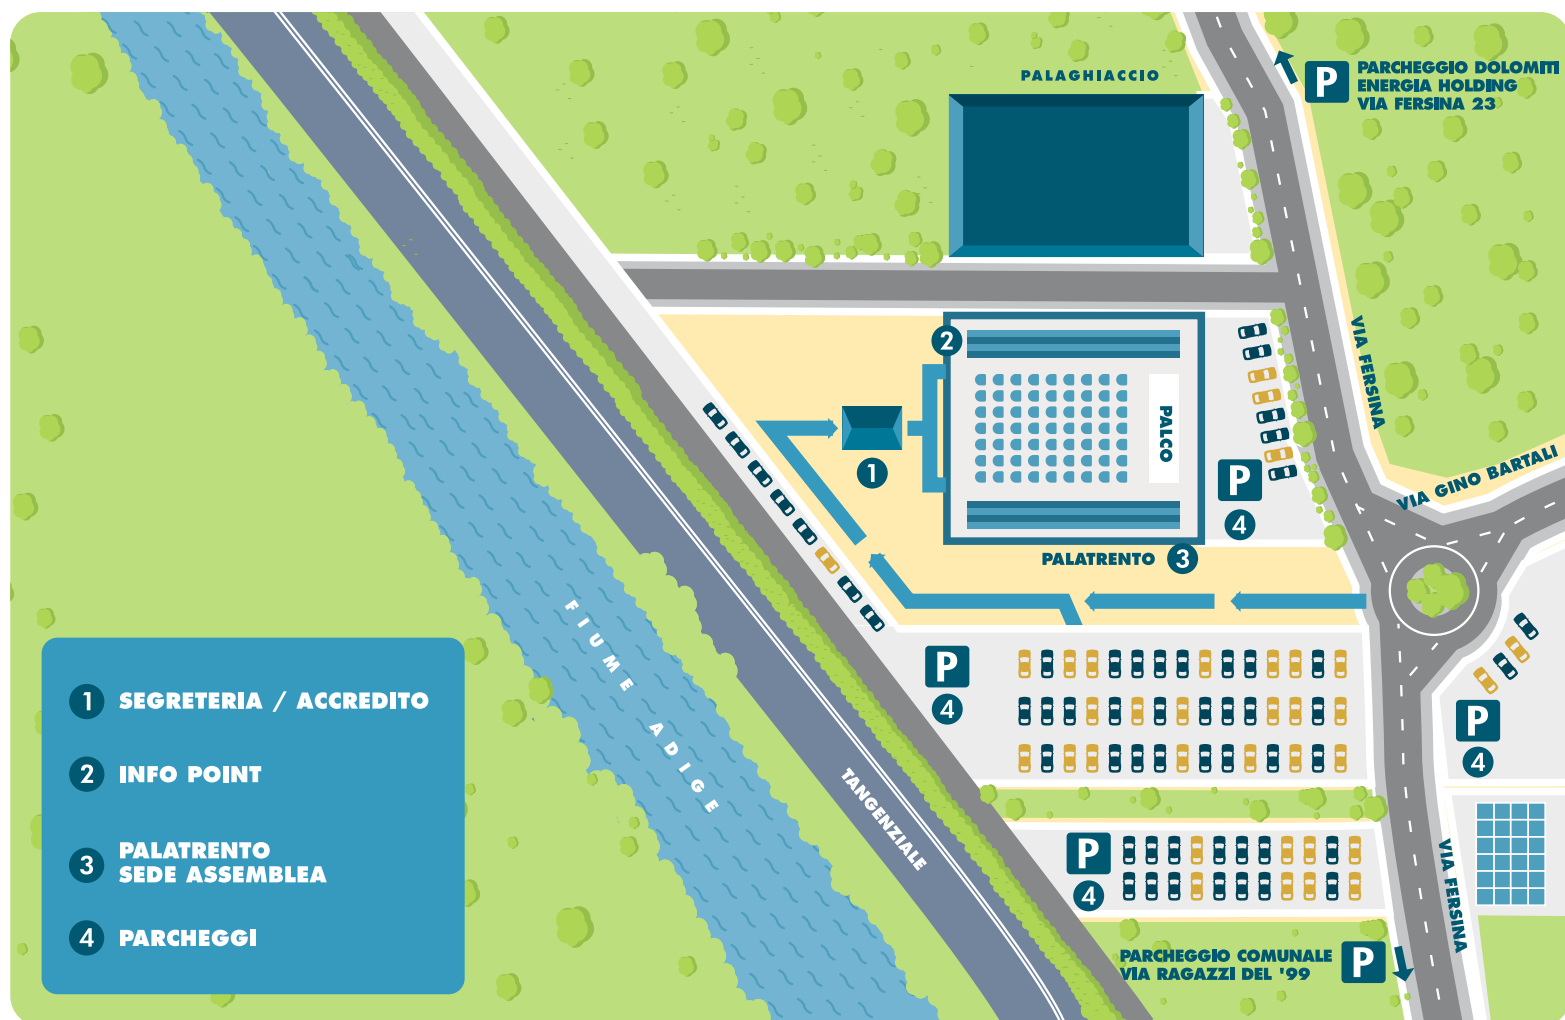 PALAGHIACCIO
P
PARCHEGGIO DOLOMITI
ENERGIA HOLDING
VIA FERSINA 23
VIA FERSINA
VIA GINO BARTALI
2
1
PALCO
P
4
PALATRENTO
3
P
4
P
4
P
4
FIUME ADIGE
TANGENZIALE
VIA FERSINA
PARCHEGGIO COMUNALE
VIA RAGAZZI DEL '99
P
1 SEGRETERIA / ACCREDITO
2 INFO POINT
3 PALATRENTO
SEDE ASSEMBLEA
4 PARCHEGGI